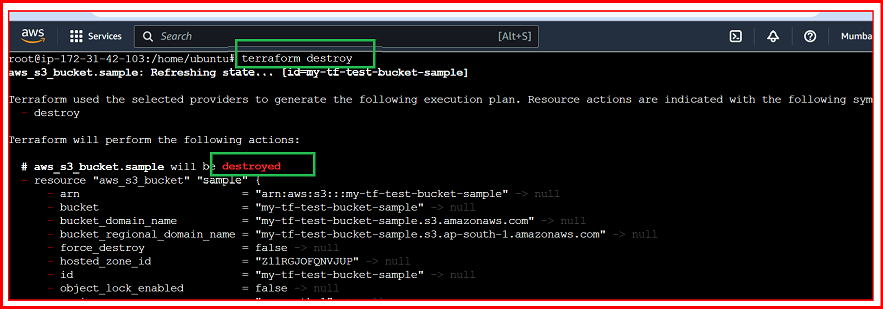 aws
Services
Search
[Alt+S]
Mumba
root@ip-172-31-42-103:/home/ubuntu# terraform destroy
aws_s3_bucket.sample: Refreshing state... [id=my-tf-test-bucket-sample]
Terraform used the selected providers to generate the following execution plan. Resource actions are indicated with the following sym
- destroy
Terraform will perform the following actions:
# aws_s3_bucket.sample will be destroyed
- resource "aws_s3_bucket" "sample" {
- arn = "arn:aws:s3:::my-tf-test-bucket-sample" -> null
- bucket = "my-tf-test-bucket-sample" -> null
- bucket_domain_name = "my-tf-test-bucket-sample.s3.amazonaws.com" -> null
- bucket_regional_domain_name = "my-tf-test-bucket-sample.s3.ap-south-1.amazonaws.com" -> null
- force_destroy = false -> null
- hosted_zone_id = "Z11RGJOFQNVJUP" -> null
- id = "my-tf-test-bucket-sample" -> null
- object_lock_enabled = false -> null